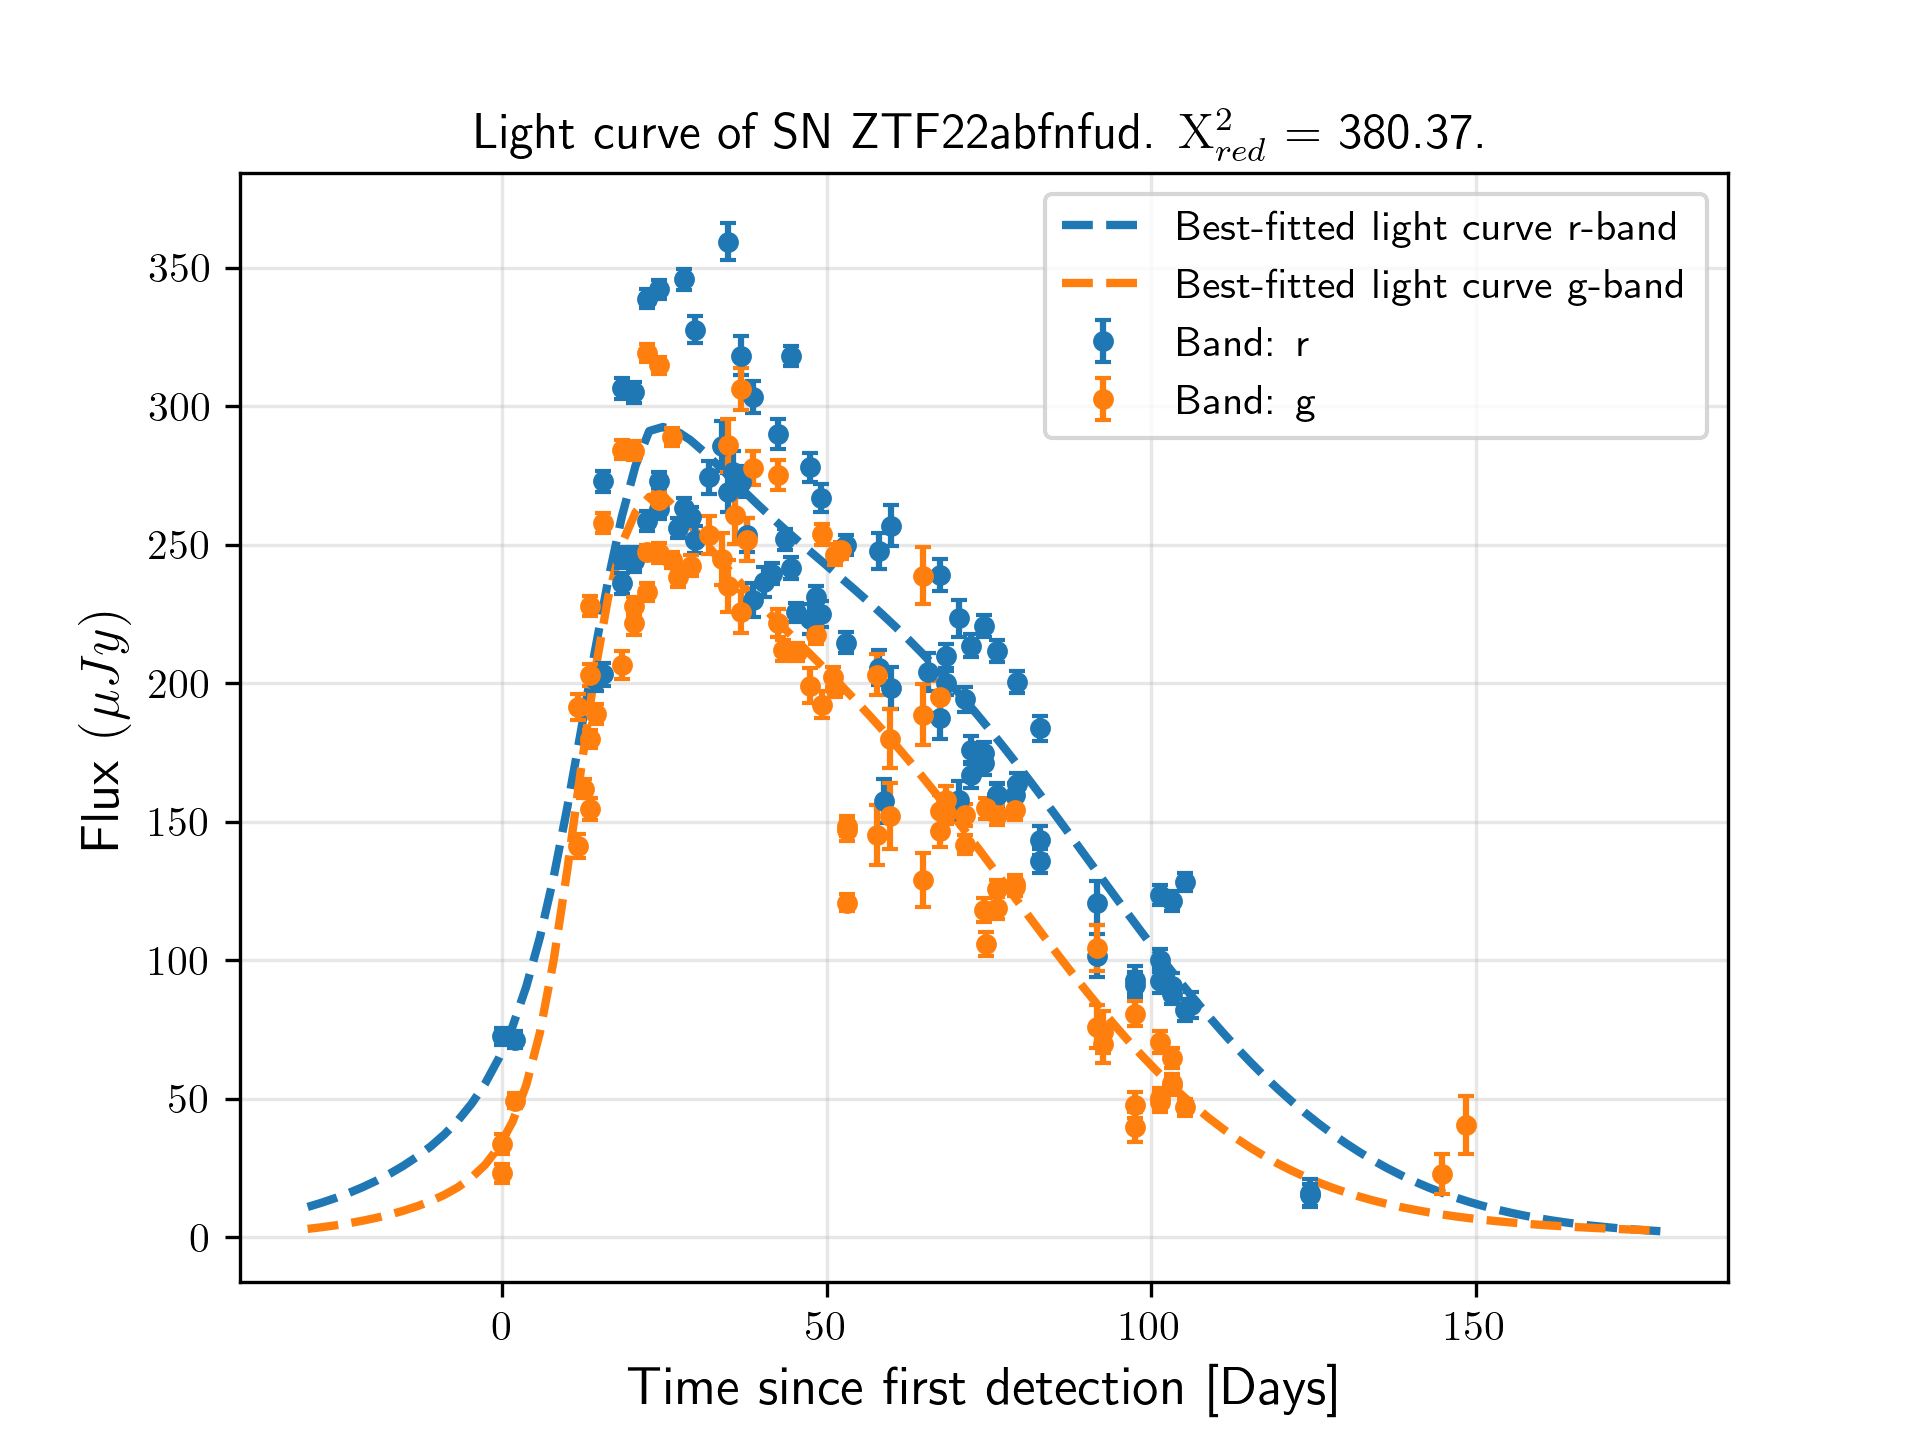 Light curve of SN ZTF22abfnfud. X²_red = 380.37.
Best-fitted light curve r-band
Best-fitted light curve g-band
Band: r
Band: g
Flux (μJy)
350
300
250
200
150
100
50
0
0 50 100 150
Time since first detection [Days]